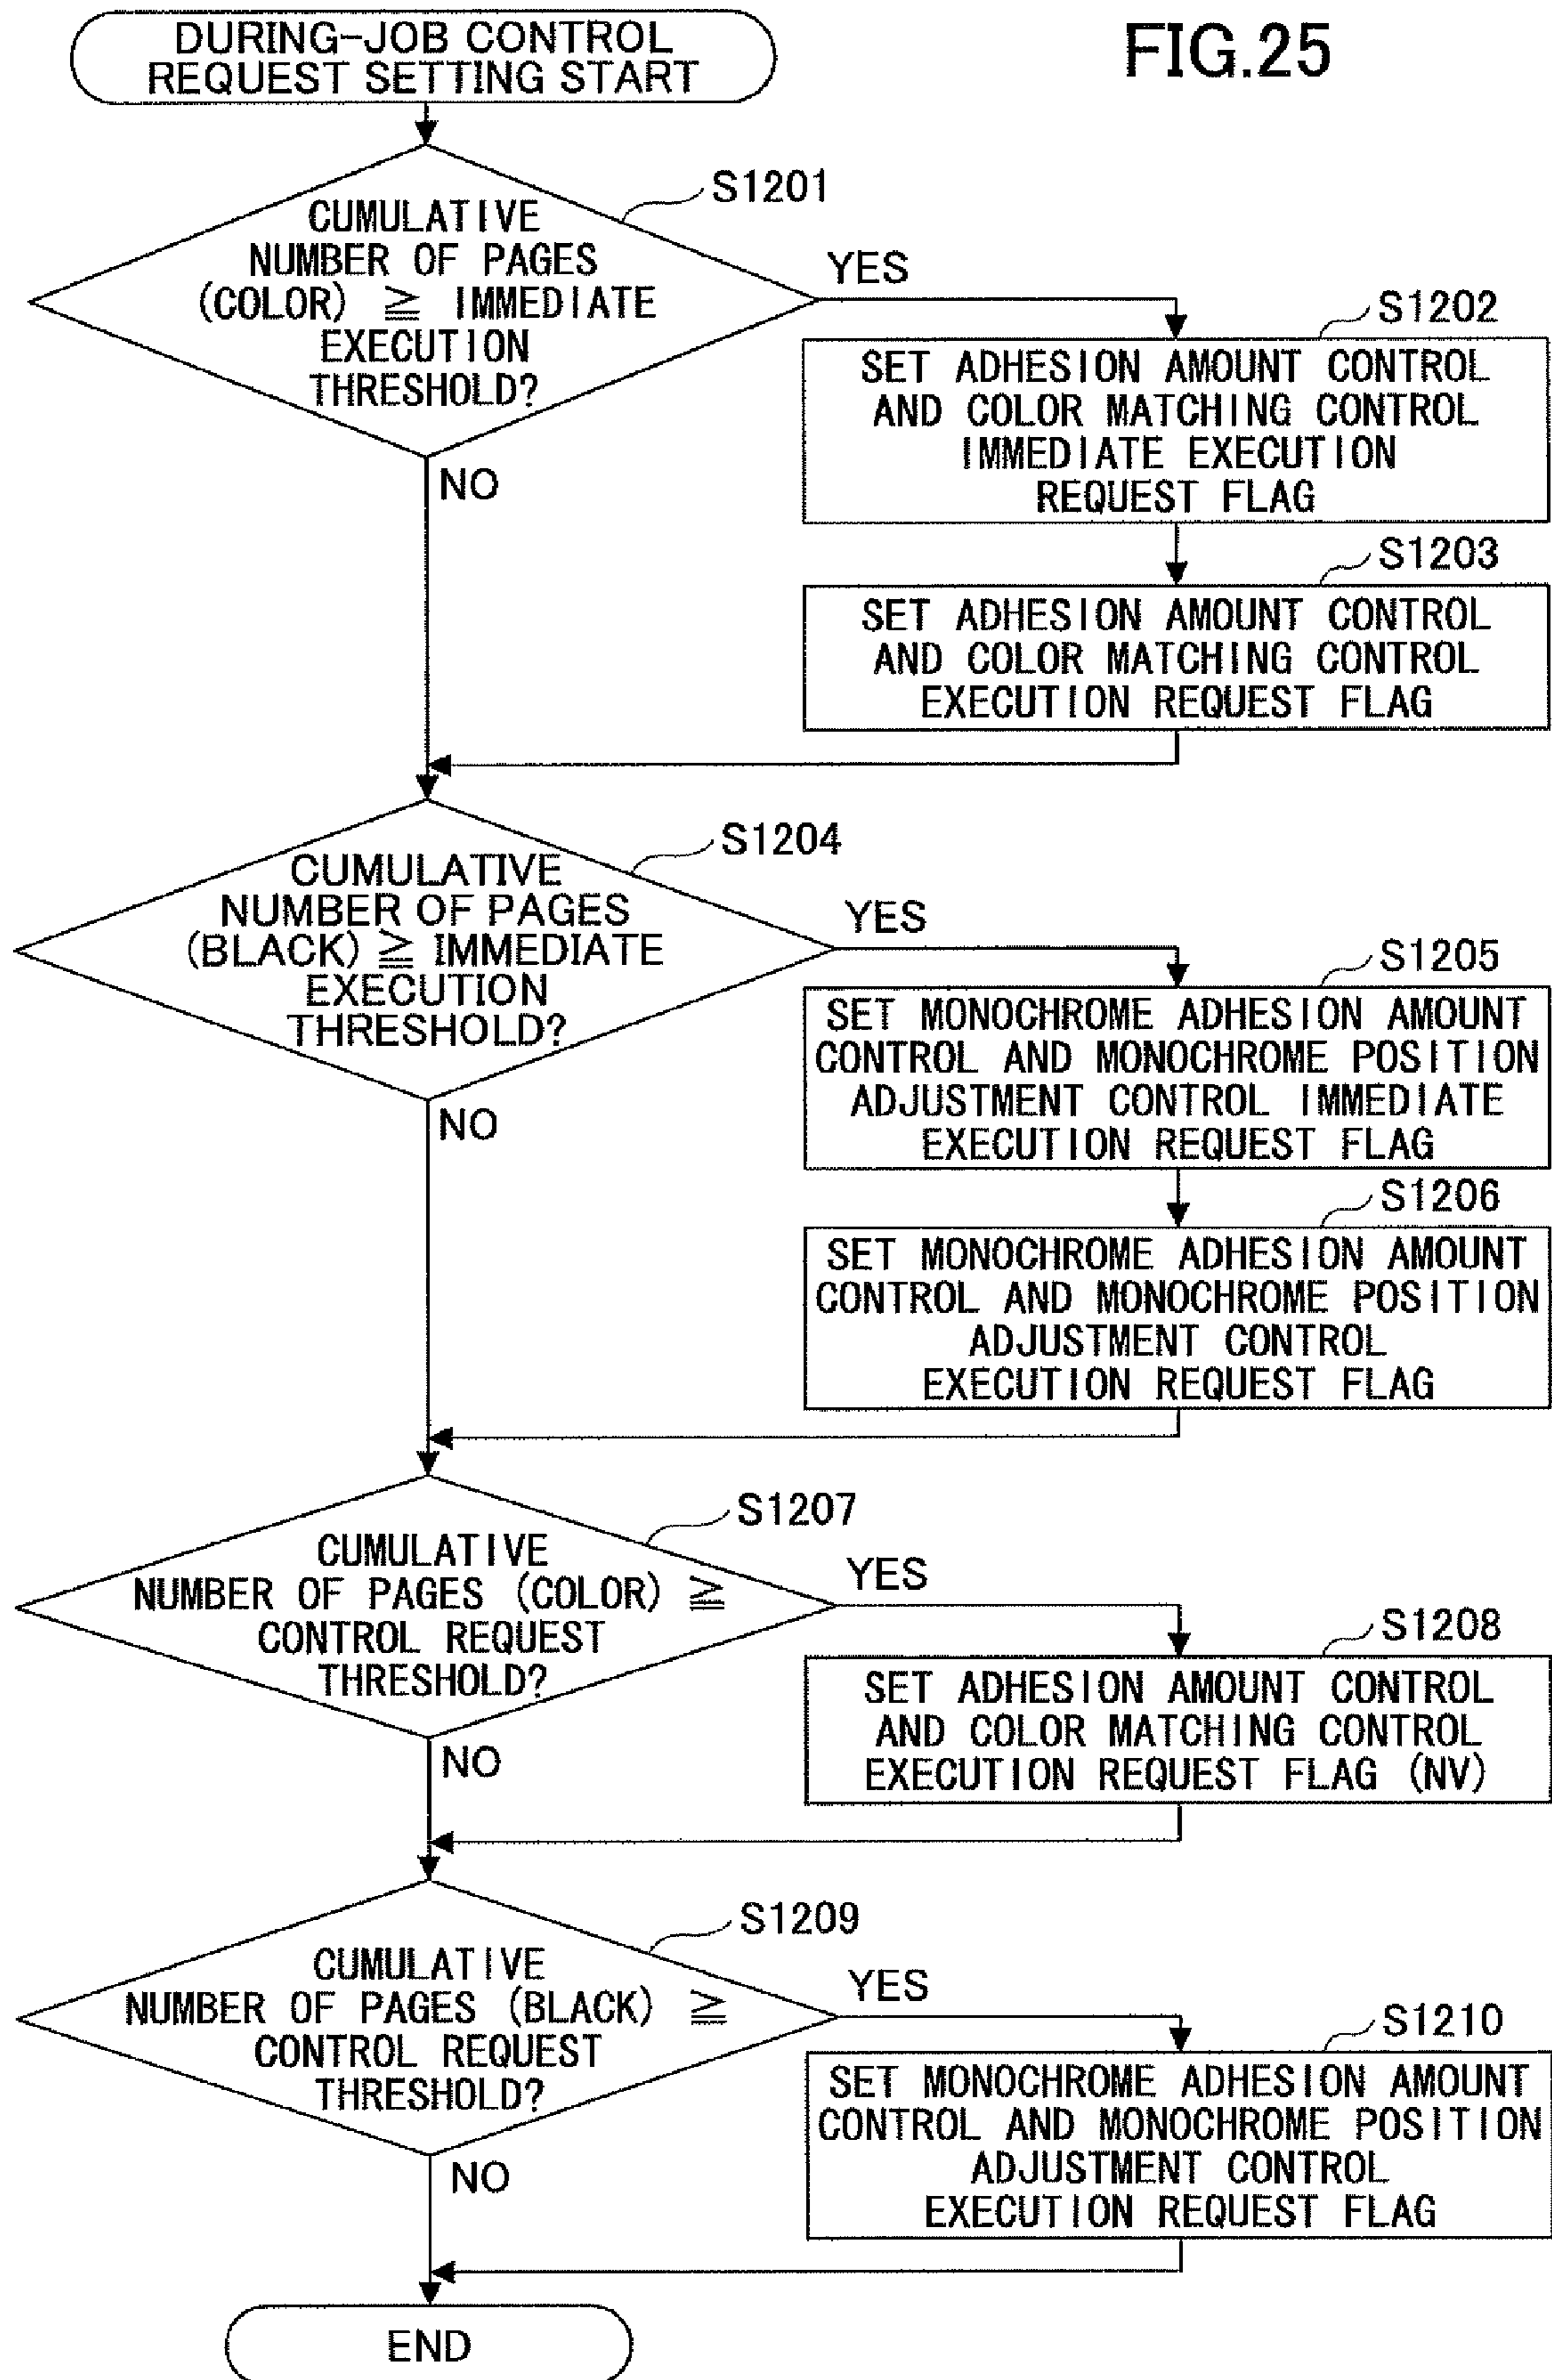 FIG.25
DURING-JOB CONTROL
REQUEST SETTING START
S1201
CUMULATIVE
NUMBER OF PAGES
(COLOR) ≧ IMMEDIATE
EXECUTION
THRESHOLD?
YES
NO
S1202
SET ADHESION AMOUNT CONTROL
AND COLOR MATCHING CONTROL
IMMEDIATE EXECUTION
REQUEST FLAG
S1203
SET ADHESION AMOUNT CONTROL
AND COLOR MATCHING CONTROL
EXECUTION REQUEST FLAG
S1204
CUMULATIVE
NUMBER OF PAGES
(BLACK) ≧ IMMEDIATE
EXECUTION
THRESHOLD?
YES
NO
S1205
SET MONOCHROME ADHESION AMOUNT
CONTROL AND MONOCHROME POSITION
ADJUSTMENT CONTROL IMMEDIATE
EXECUTION REQUEST FLAG
S1206
SET MONOCHROME ADHESION AMOUNT
CONTROL AND MONOCHROME POSITION
ADJUSTMENT CONTROL
EXECUTION REQUEST FLAG
S1207
CUMULATIVE
NUMBER OF PAGES (COLOR) ≧
CONTROL REQUEST
THRESHOLD?
YES
NO
S1208
SET ADHESION AMOUNT CONTROL
AND COLOR MATCHING CONTROL
EXECUTION REQUEST FLAG (NV)
S1209
CUMULATIVE
NUMBER OF PAGES (BLACK) ≧
CONTROL REQUEST
THRESHOLD?
YES
NO
S1210
SET MONOCHROME ADHESION AMOUNT
CONTROL AND MONOCHROME POSITION
ADJUSTMENT CONTROL
EXECUTION REQUEST FLAG
END